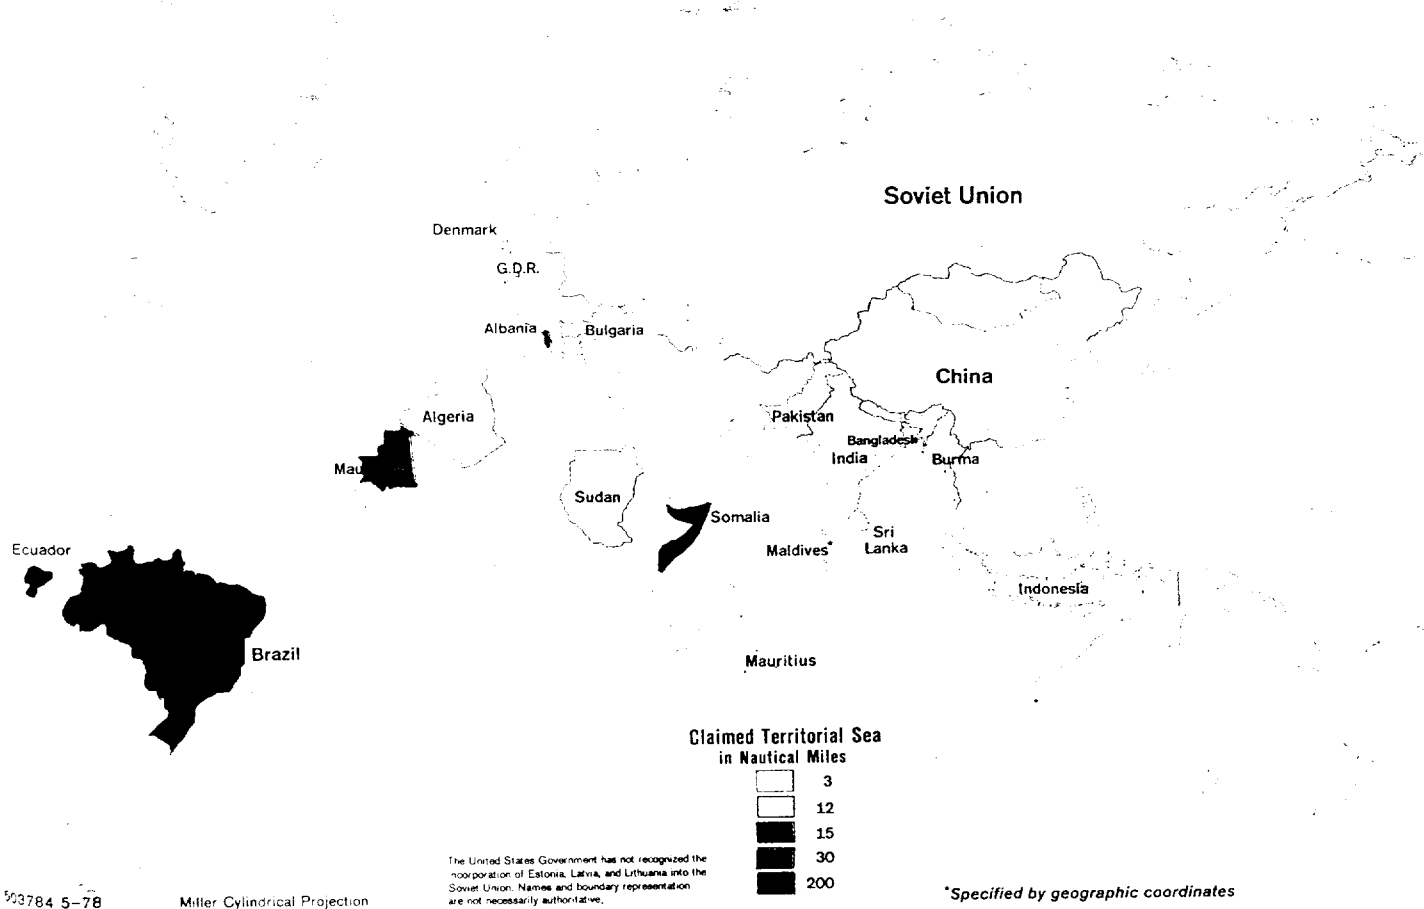 Soviet Union
Denmark
G.D.R.
Albania
Bulgaria
China
Algeria
Pakistan
Bangladesh
India
Burma
Mau
Sudan
Somalia
Sri
Lanka
Maldives*
Ecuador
Indonesia
Brazil
Mauritius
Claimed Territorial Sea
in Nautical Miles
3
12
15
30
200
The United States Government has not recognized the
incorporation of Estonia, Latvia, and Lithuania into the
Soviet Union. Names and boundary representation
are not necessarily authoritative.
503784 5-78
Miller Cylindrical Projection
*Specified by geographic coordinates